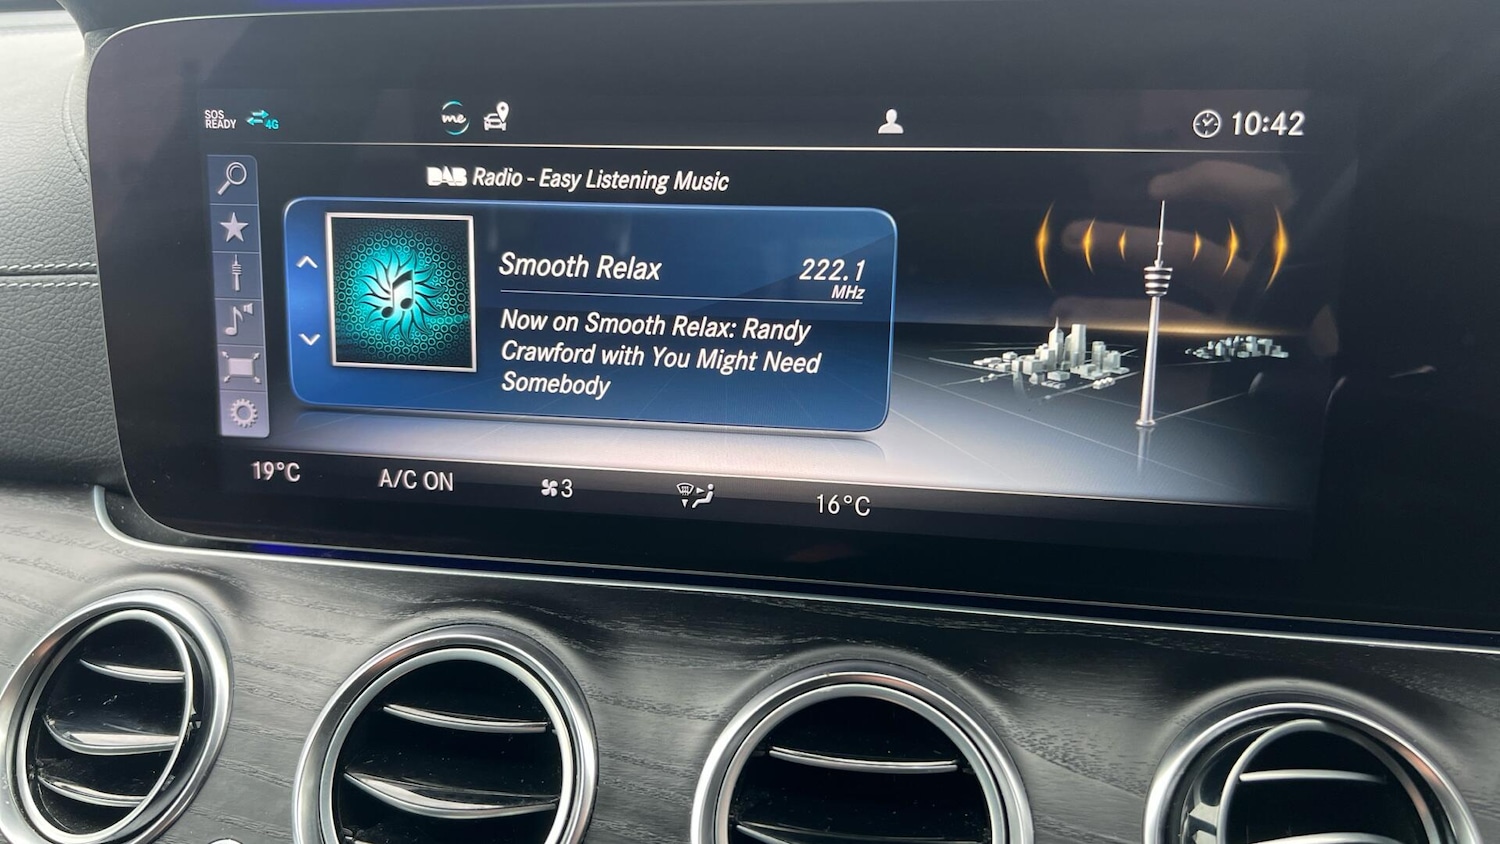 SOS
READY
4G
me
10:42
DAB Radio - Easy Listening Music
Smooth Relax
222.1
MHz
Now on Smooth Relax: Randy
Crawford with You Might Need
Somebody
19°C
A/C ON
3
16°C